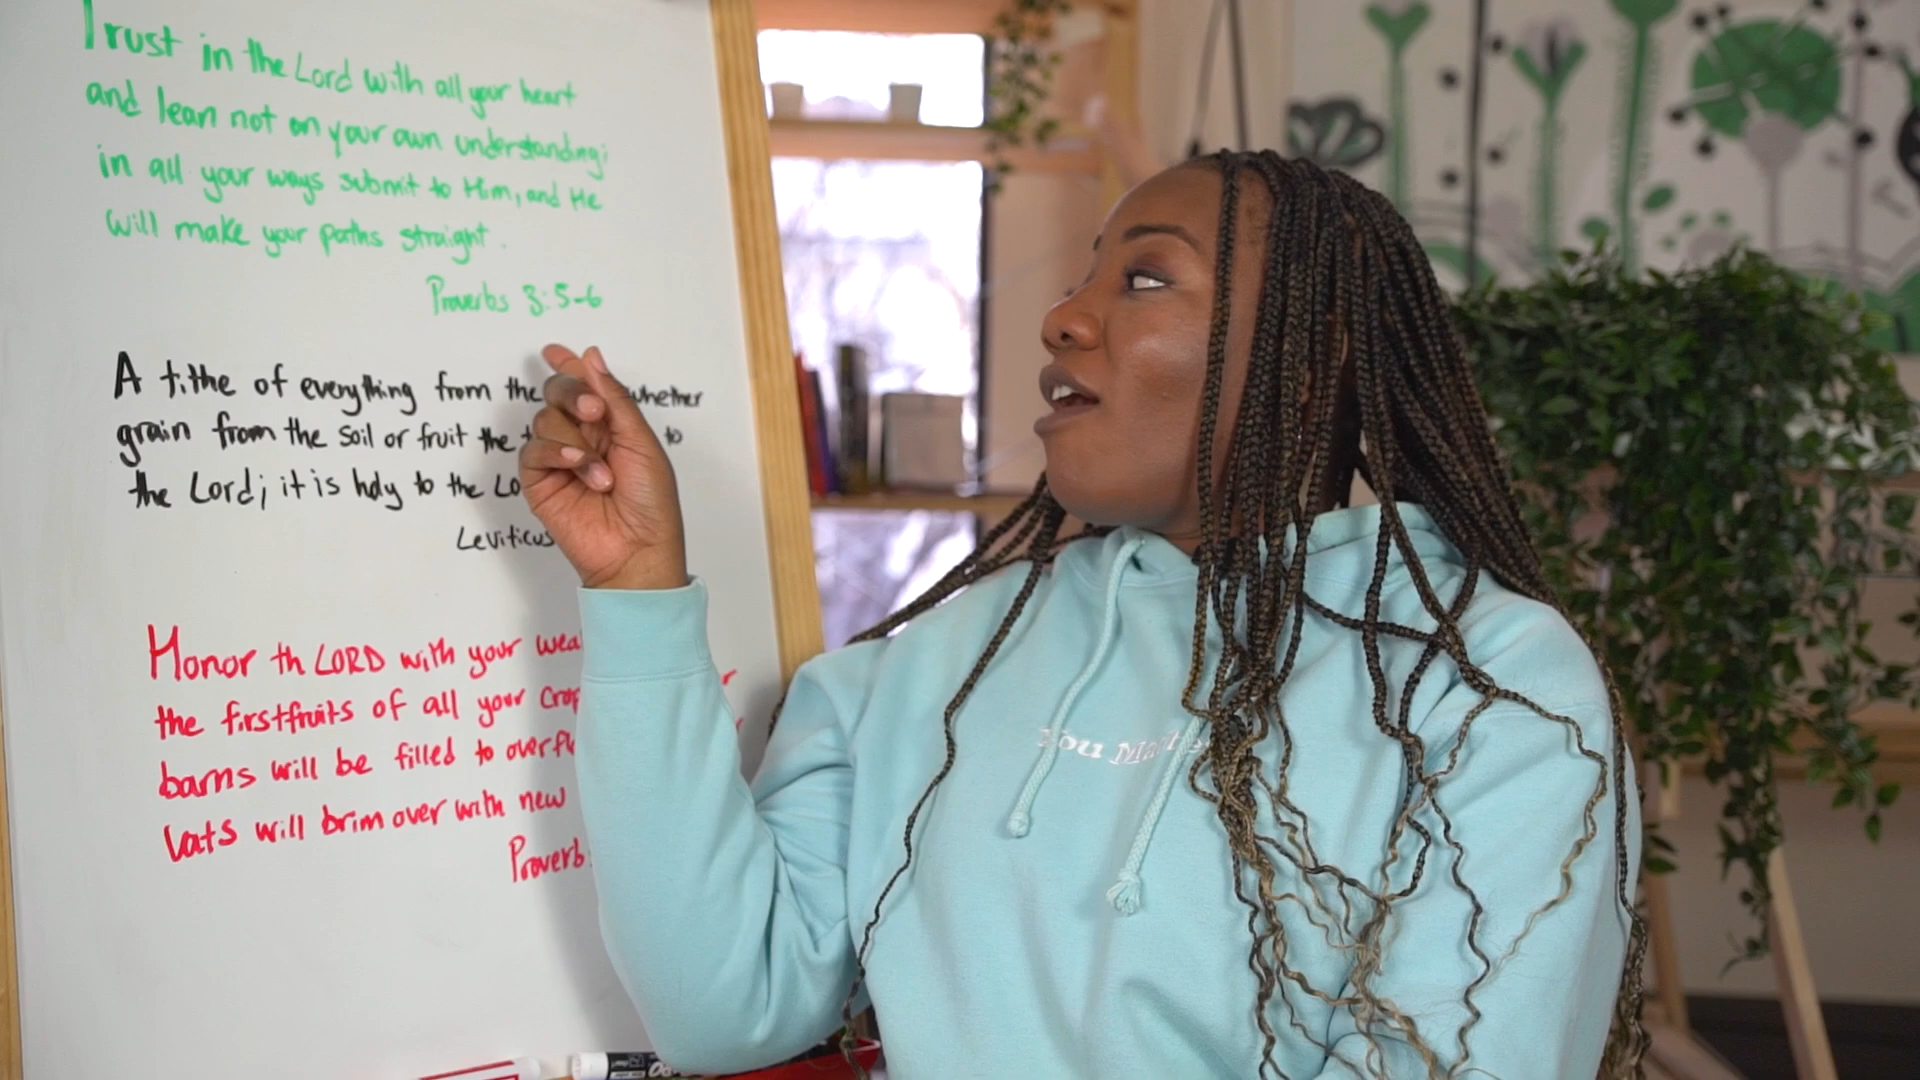 Trust in the Lord with all your heart
and lean not on your own understanding;
in all your ways submit to Him, and He
will make your paths straight.
Proverbs 3:5-6
A tithe of everything from the whether
grain from the soil or fruit the to
the Lord; it is holy to the Lo
Leviticus
Honor th LORD with your wea
the firstfruits of all your crop
barns will be filled to overfl
vats will brim over with new
Proverb
You Matte